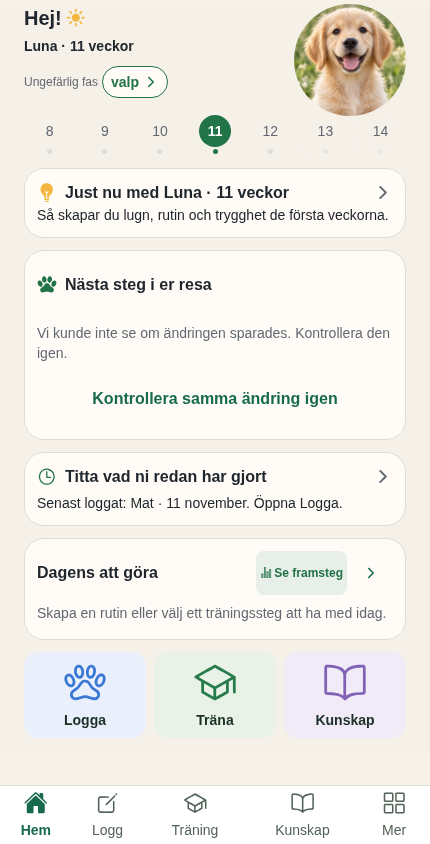 Hej!
Luna · 11 veckor
Ungefärlig fas valp
8 9 10 11 12 13 14
Just nu med Luna · 11 veckor
Så skapar du lugn, rutin och trygghet de första veckorna.
Nästa steg i er resa
Vi kunde inte se om ändringen sparades. Kontrollera den
igen.
Kontrollera samma ändring igen
Titta vad ni redan har gjort
Senast loggat: Mat · 11 november. Öppna Logga.
Dagens att göra Se framsteg
Skapa en rutin eller välj ett träningssteg att ha med idag.
Logga Träna Kunskap
Hem Logg Träning Kunskap Mer